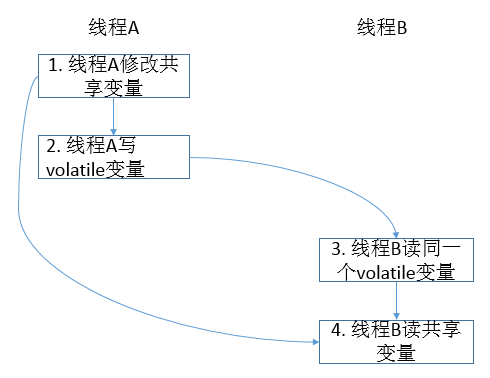 线程A
线程B
1. 线程A修改共
享变量
2. 线程A写
volatile变量
3. 线程B读同一
个volatile变量
4. 线程B读共享
变量